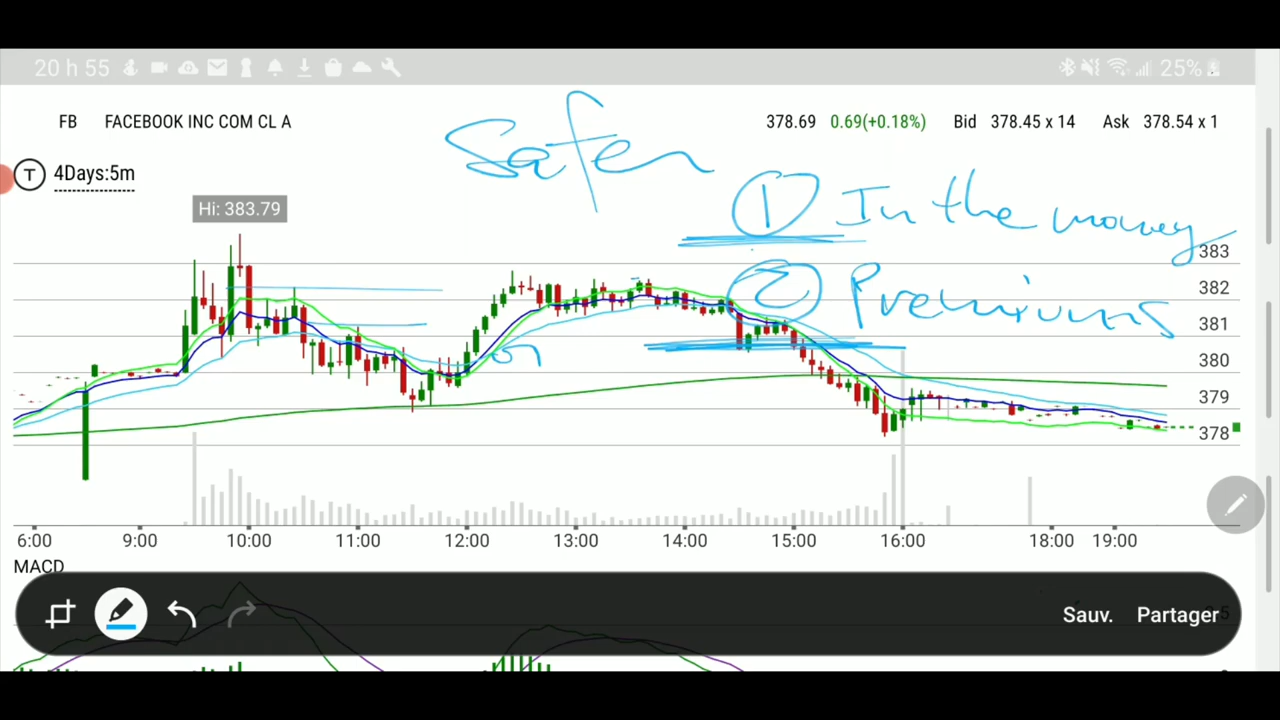 20 h 55 25%
FB FACEBOOK INC COM CL A 378.69 0.69(+0.18%) Bid 378.45 x 14 Ask 378.54 x 1
Safer
T 4Days:5m
① In the money
Hi: 383.79
② Premiums
383
382
381
380
379
378
6:00 9:00 10:00 11:00 12:00 13:00 14:00 15:00 16:00 18:00 19:00
MACD
Sauv. Partager